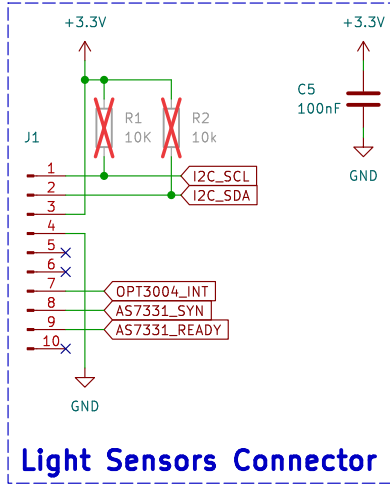 +3.3V
+3.3V
R1
10K
R2
10k
C5
100nF
J1
1
I2C_SCL
2
I2C_SDA
3
GND
4
5
6
7
OPT3004_INT
8
AS7331_SYN
9
AS7331_READY
10
GND
Light Sensors Connector